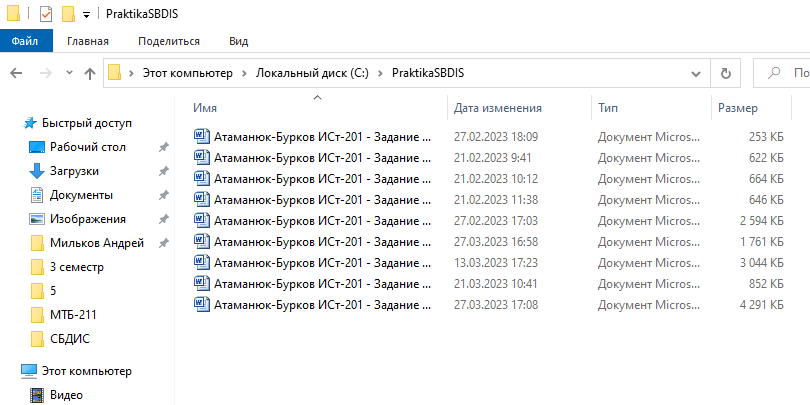 PraktikaSBDIS
Файл Главная Поделиться Вид
Этот компьютер Локальный диск (C:) PraktikaSBDIS По
Имя Дата изменения Тип Размер
Быстрый доступ
Рабочий стол
Загрузки
Документы
Изображения
Мильков Андрей
3 семестр
5
МТБ-211
СБДИС
Этот компьютер
Видео
Атаманюк-Бурков ИСт-201 - Задание ... 27.02.2023 18:09 Документ Micros... 253 КБ
Атаманюк-Бурков ИСт-201 - Задание ... 21.02.2023 9:41 Документ Micros... 622 КБ
Атаманюк-Бурков ИСт-201 - Задание ... 21.02.2023 10:12 Документ Micros... 664 КБ
Атаманюк-Бурков ИСт-201 - Задание ... 21.02.2023 11:38 Документ Micros... 646 КБ
Атаманюк-Бурков ИСт-201 - Задание ... 27.02.2023 17:03 Документ Micros... 2 594 КБ
Атаманюк-Бурков ИСт-201 - Задание ... 27.03.2023 16:58 Документ Micros... 1 761 КБ
Атаманюк-Бурков ИСт-201 - Задание ... 13.03.2023 17:23 Документ Micros... 3 044 КБ
Атаманюк-Бурков ИСт-201 - Задание ... 21.03.2023 10:41 Документ Micros... 852 КБ
Атаманюк-Бурков ИСт-201 - Задание ... 27.03.2023 17:08 Документ Micros... 4 291 КБ